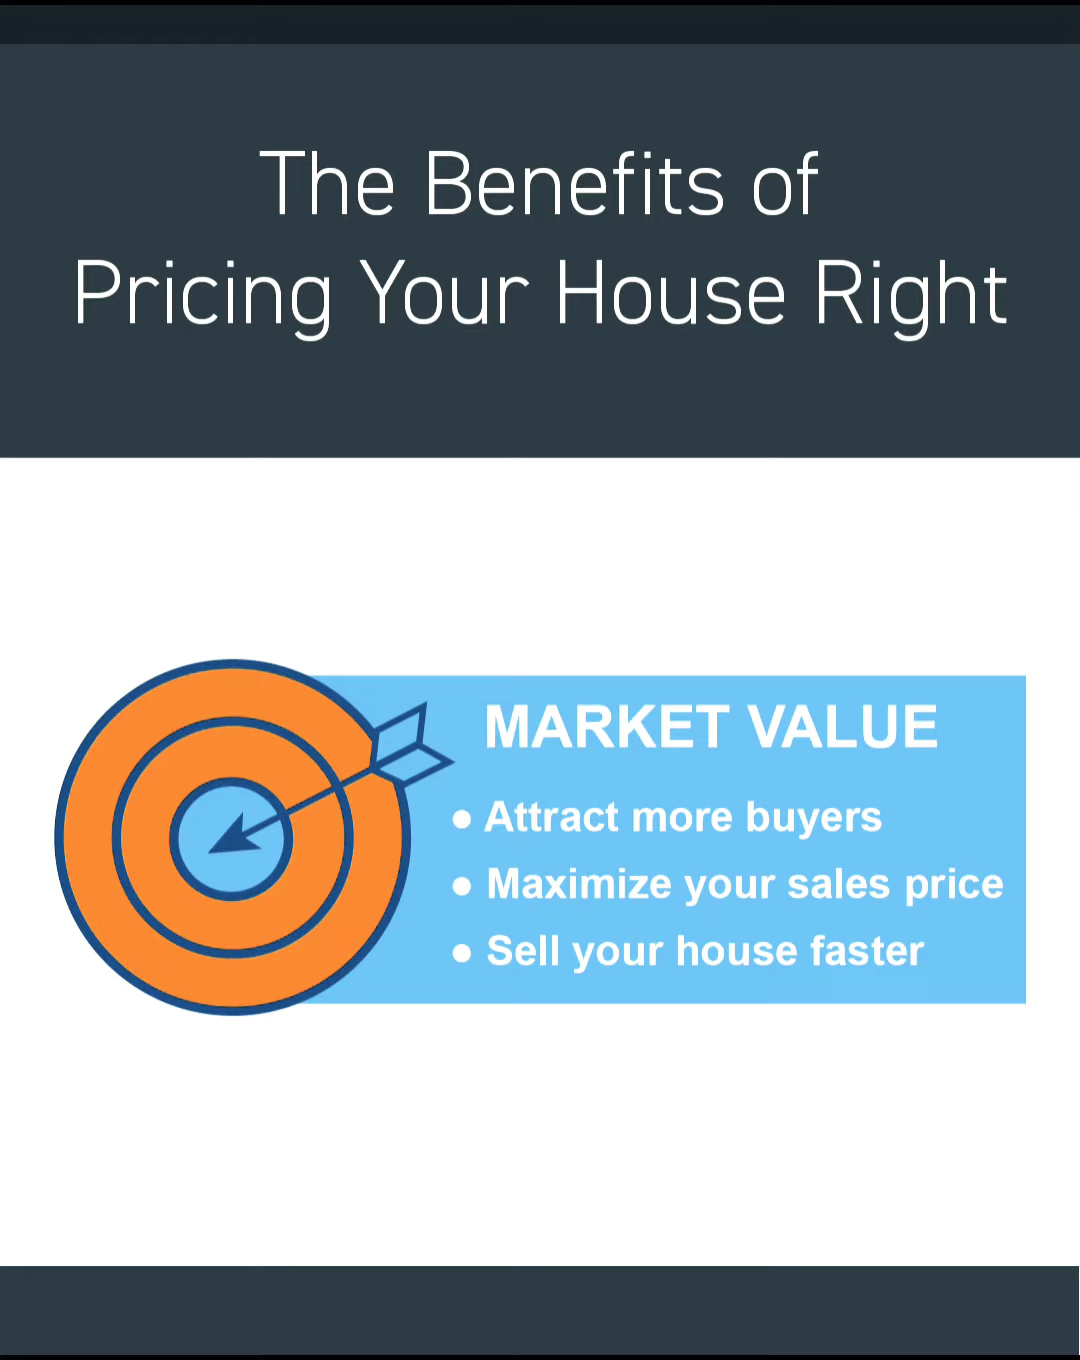 The Benefits of
Pricing Your House Right
MARKET VALUE
● Attract more buyers
● Maximize your sales price
● Sell your house faster